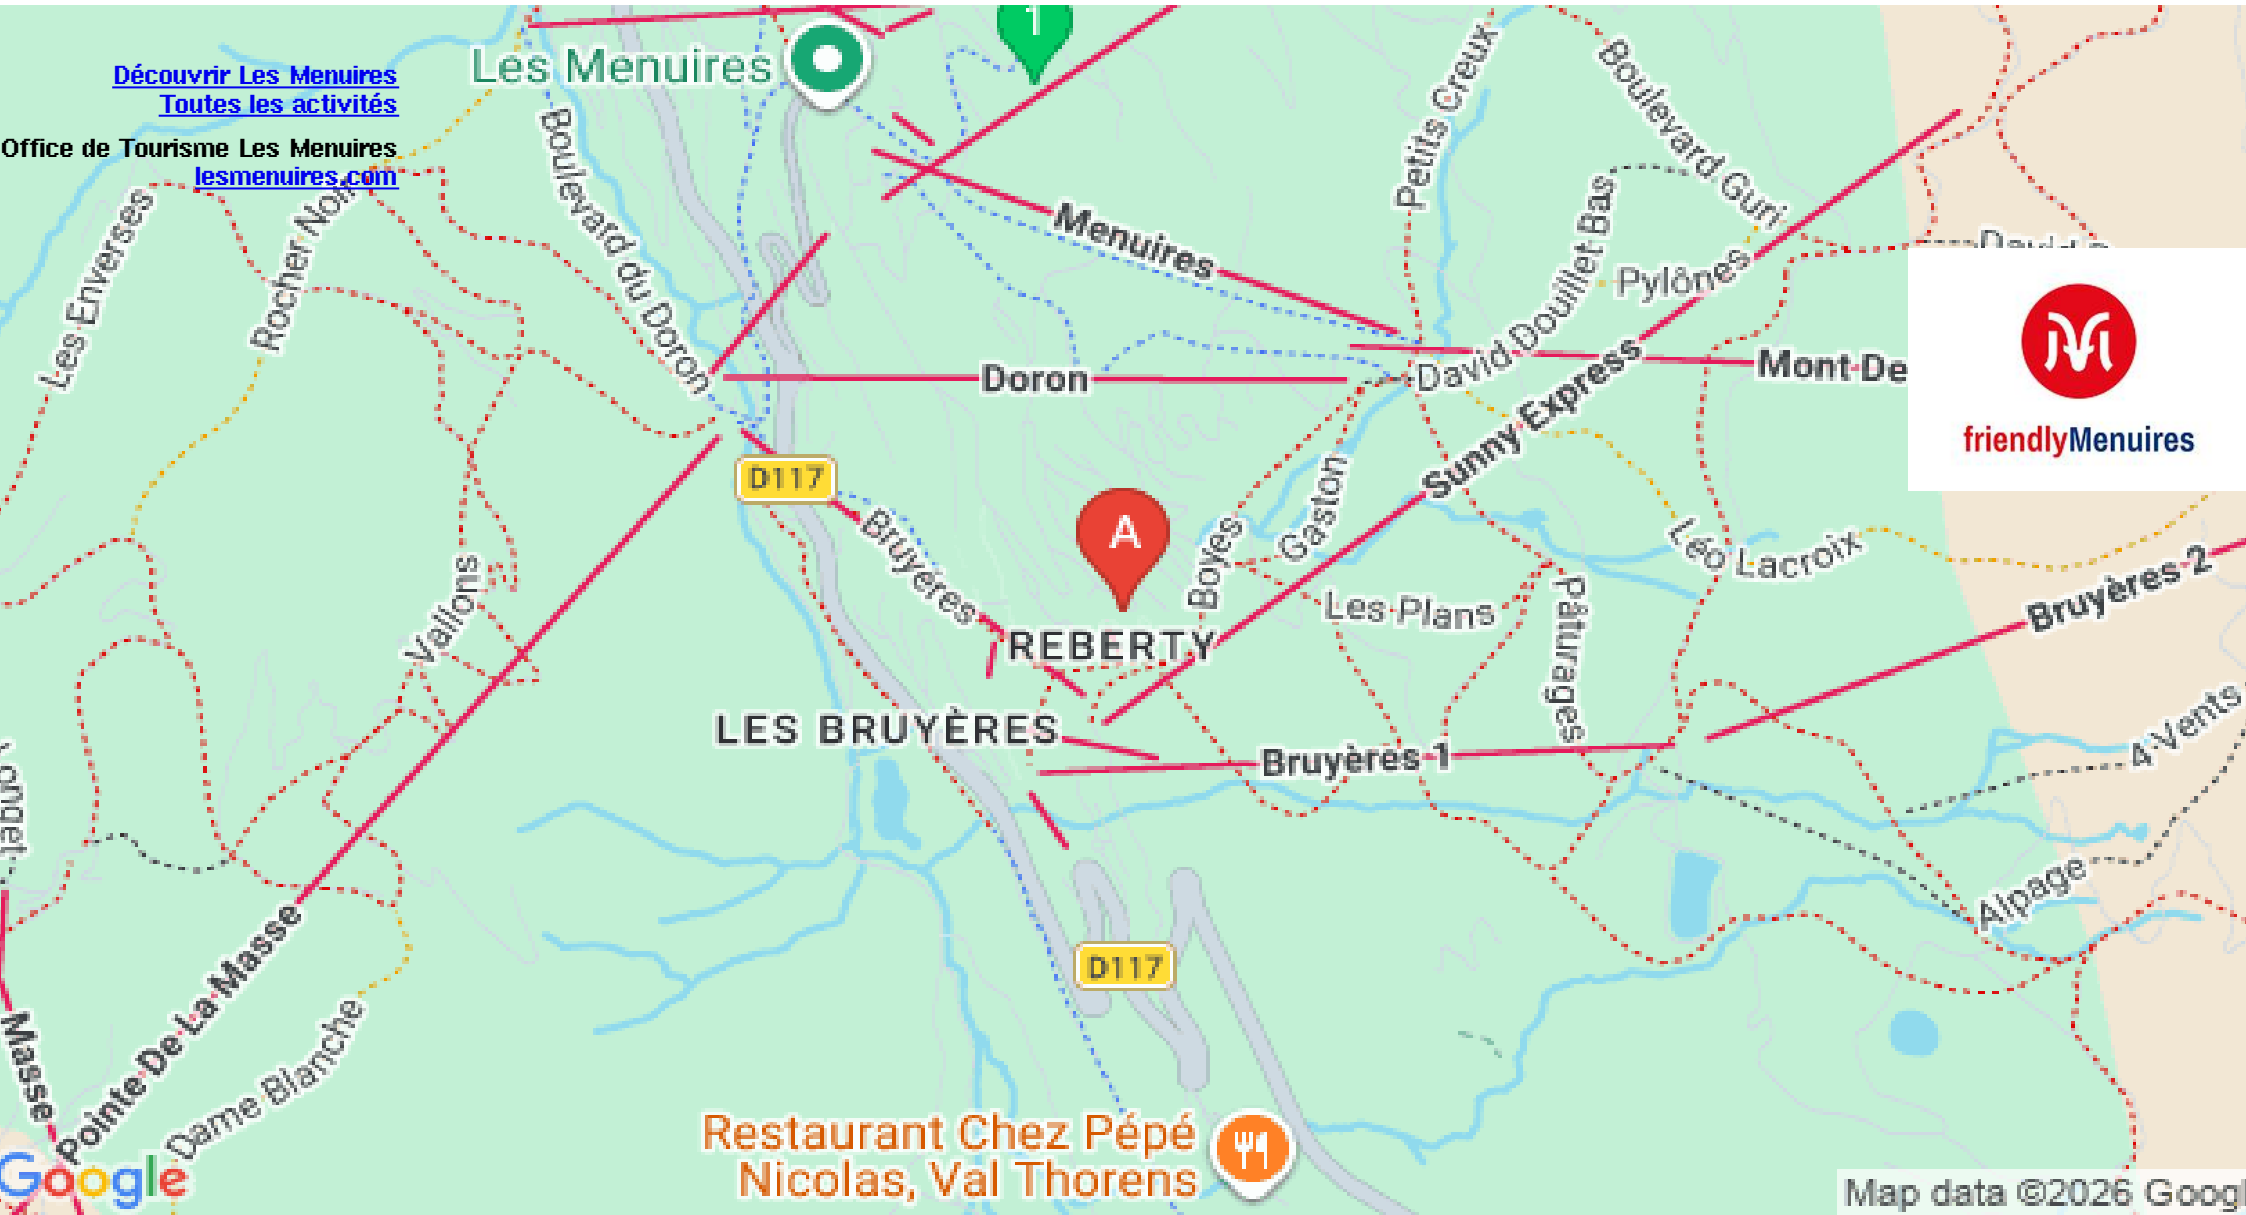 Découvrir Les Menuires
Toutes les activités
Office de Tourisme Les Menuires
lesmenuires.com
Les Menuires
1
Boulevard du Doron
Petits Creux
Boulevard Guri
Les Enverses
Rocher Noir
Menuires
David Douillet Bas
Pylônes
friendlyMenuires
Doron
David Douillet Bas
Mont De
Sunny Express
D117
Bruyères
A
Boyes
Gaston
Léo Lacroix
Les Plans
Pâturages
Bruyères 2
Vallons
REBERTY
LES BRUYÈRES
Bruyères 1
4 Vents
Alpage
D117
Masse
Pointe De La Masse
Dame Blanche
Restaurant Chez Pépé
Nicolas, Val Thorens
Google
Map data ©2026 Googl